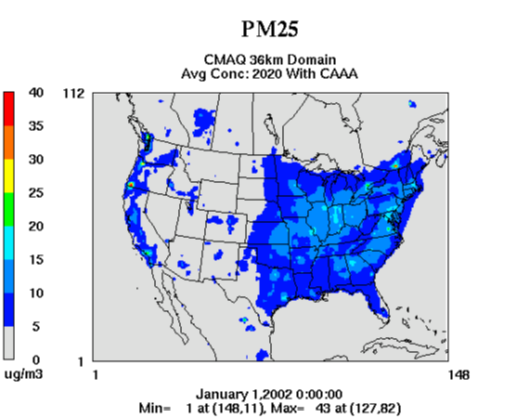 PM25
CMAQ 36km Domain
Avg Conc: 2020 With CAAA
40
35
30
25
20
15
10
5
0
ug/m3
112
1
1
148
January 1,2002 0:00:00
Min= 1 at (148,11), Max= 43 at (127,82)